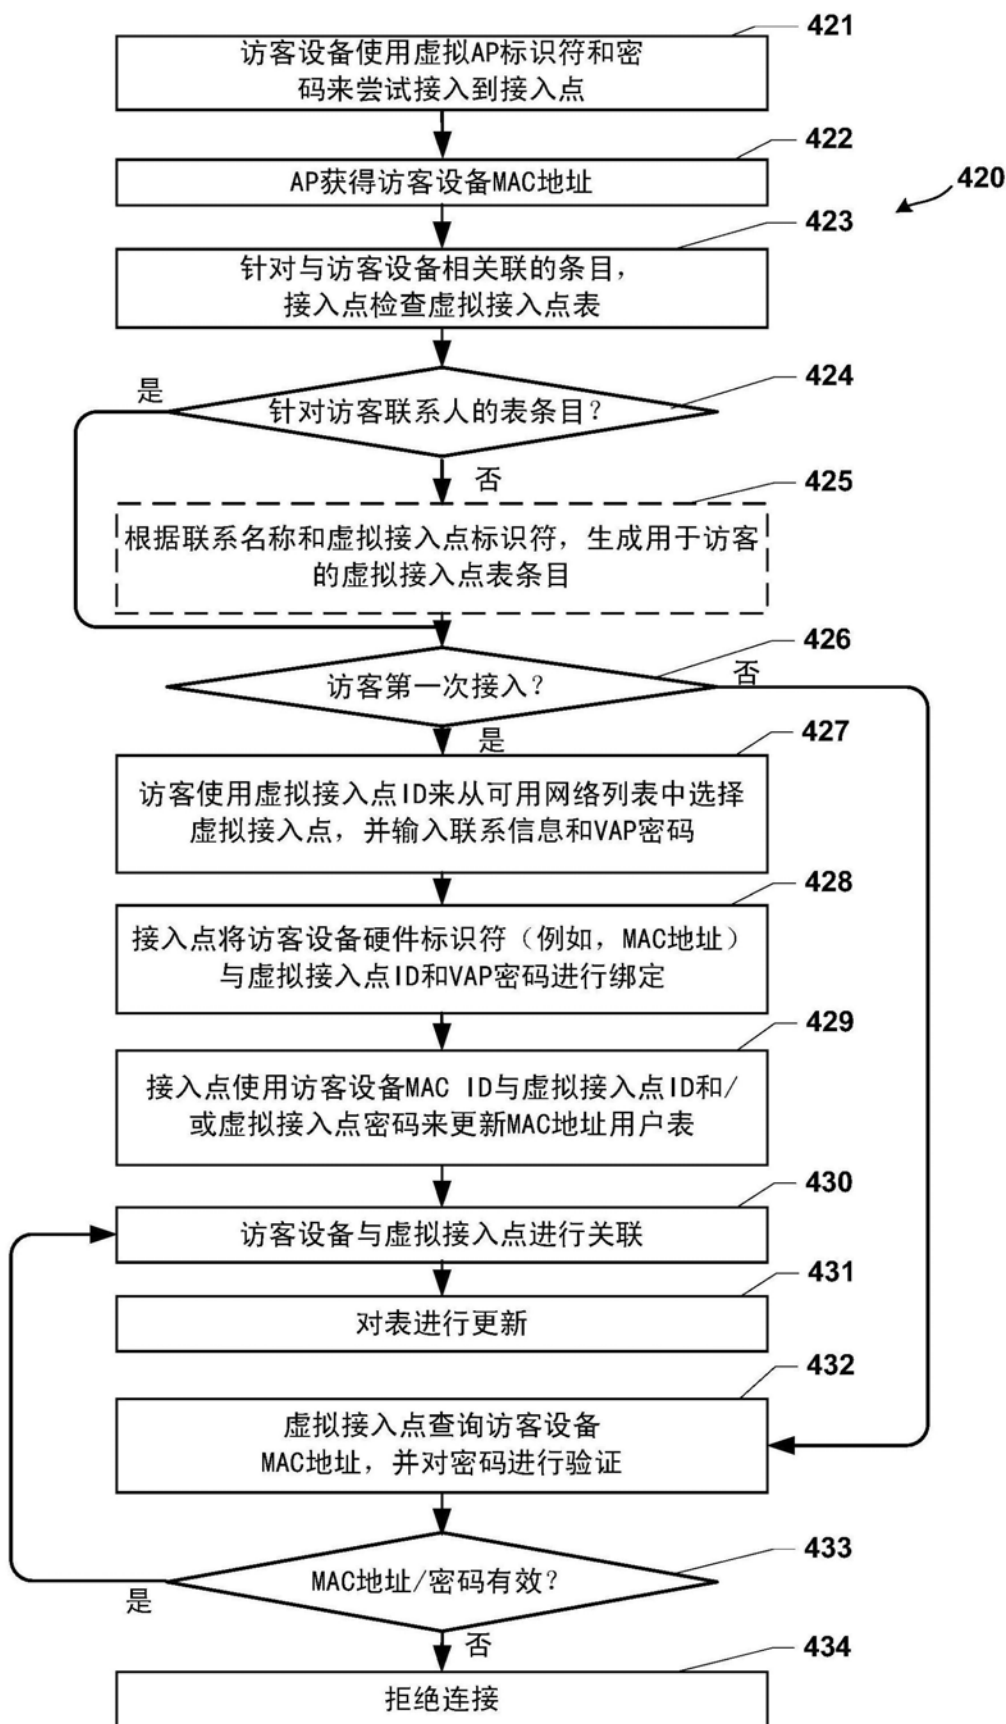 421
访客设备使用虚拟AP标识符和密
码来尝试接入到接入点
422
AP获得访客设备MAC地址
420
423
针对与访客设备相关联的条目,
接入点检查虚拟接入点表
424
是
针对访客联系人的表条目?
否
425
根据联系名称和虚拟接入点标识符, 生成用于访客
的虚拟接入点表条目
426
访客第一次接入?
否
是
427
访客使用虚拟接入点ID来从可用网络列表中选择
虚拟接入点, 并输入联系信息和VAP密码
428
接入点将访客设备硬件标识符（例如, MAC地址）
与虚拟接入点ID和VAP密码进行绑定
429
接入点使用访客设备MAC ID与虚拟接入点ID和/
或虚拟接入点密码来更新MAC地址用户表
430
访客设备与虚拟接入点进行关联
431
对表进行更新
432
虚拟接入点查询访客设备
MAC地址, 并对密码进行验证
433
MAC地址/密码有效?
是
否
434
拒绝连接